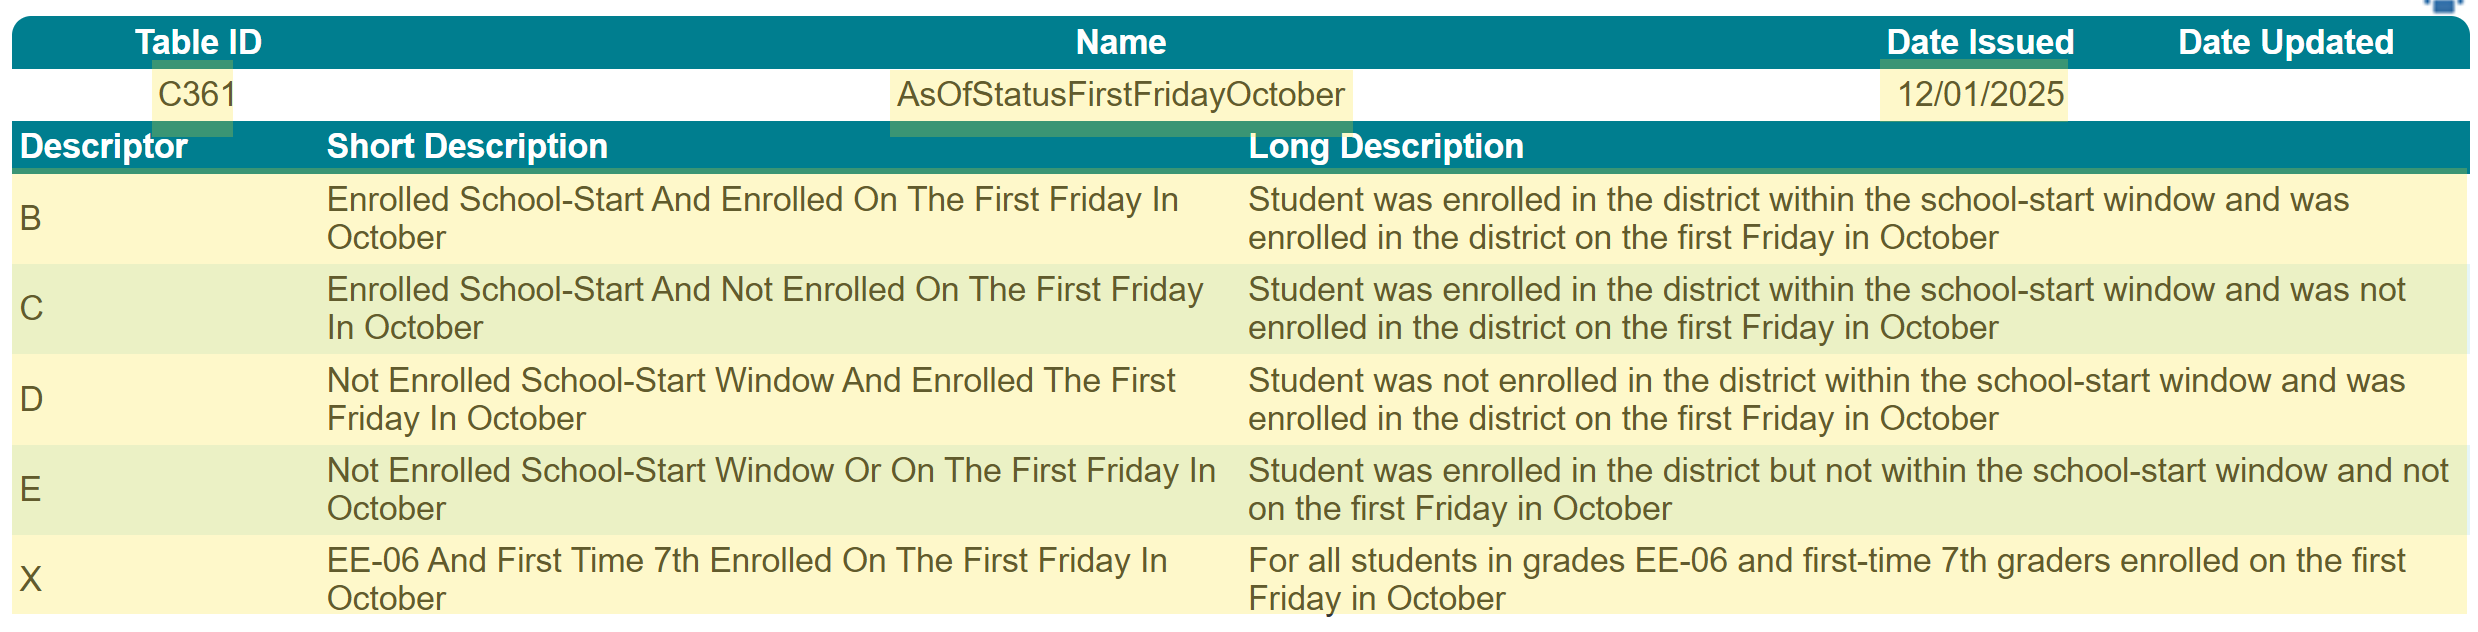 Table ID Name Date Issued Date Updated
C361 AsOfStatusFirstFridayOctober 12/01/2025
Descriptor Short Description Long Description
B Enrolled School-Start And Enrolled On The First Friday In October Student was enrolled in the district within the school-start window and was enrolled in the district on the first Friday in October
C Enrolled School-Start And Not Enrolled On The First Friday In October Student was enrolled in the district within the school-start window and was not enrolled in the district on the first Friday in October
D Not Enrolled School-Start Window And Enrolled The First Friday In October Student was not enrolled in the district within the school-start window and was enrolled in the district on the first Friday in October
E Not Enrolled School-Start Window Or On The First Friday In October Student was enrolled in the district but not within the school-start window and not on the first Friday in October
X EE-06 And First Time 7th Enrolled On The First Friday In October For all students in grades EE-06 and first-time 7th graders enrolled on the first Friday in October